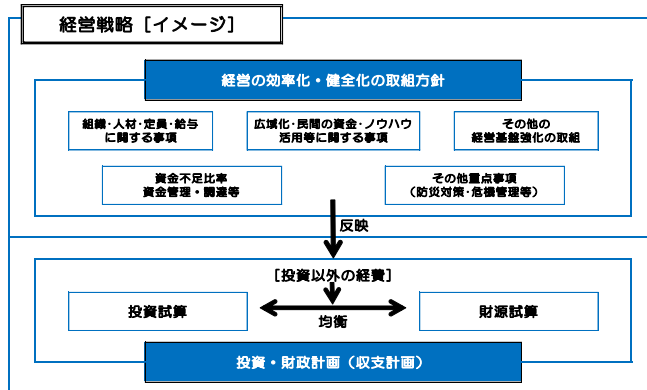 経営戦略［イメージ］
経営の効率化・健全化の取組方針
組織・人材・定員・給与
に関する事項
広域化・民間の資金・ノウハウ
活用等に関する事項
その他の
経営基盤強化の取組
資金不足比率
資金管理・調達等
その他重点事項
（防災対策・危機管理等）
反映
［投資以外の経費］
投資試算
均衡
財源試算
投資・財政計画（収支計画）